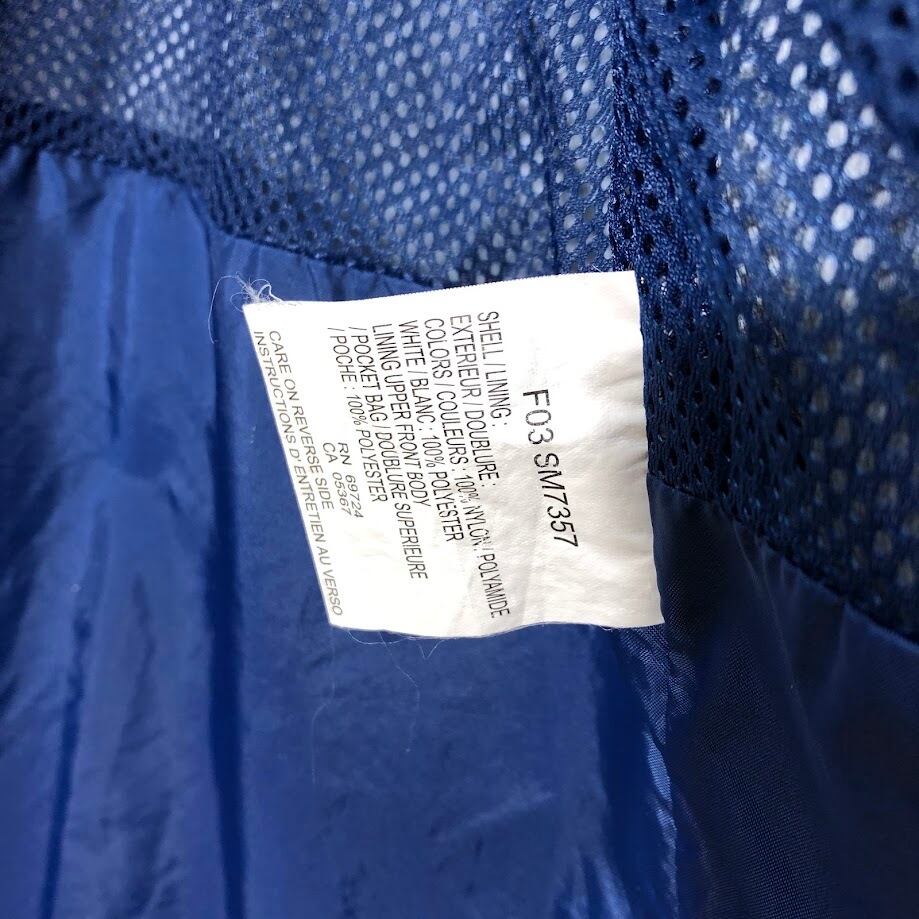 F03 SM7357
SHELL / LINING :
EXTERIEUR / DOUBLURE :
COLORS / COULEURS : 100% NYLON / POLYAMIDE
WHITE / BLANC : 100% POLYESTER
LINING UPPER FRONT BODY
/ POCKET BAG / DOUBLURE SUPERIEURE
/ POCHE : 100% POLYESTER
RN 69724
CA 05367
CARE ON REVERSE SIDE
INSTRUCTIONS D'ENTRETIEN AU VERSO